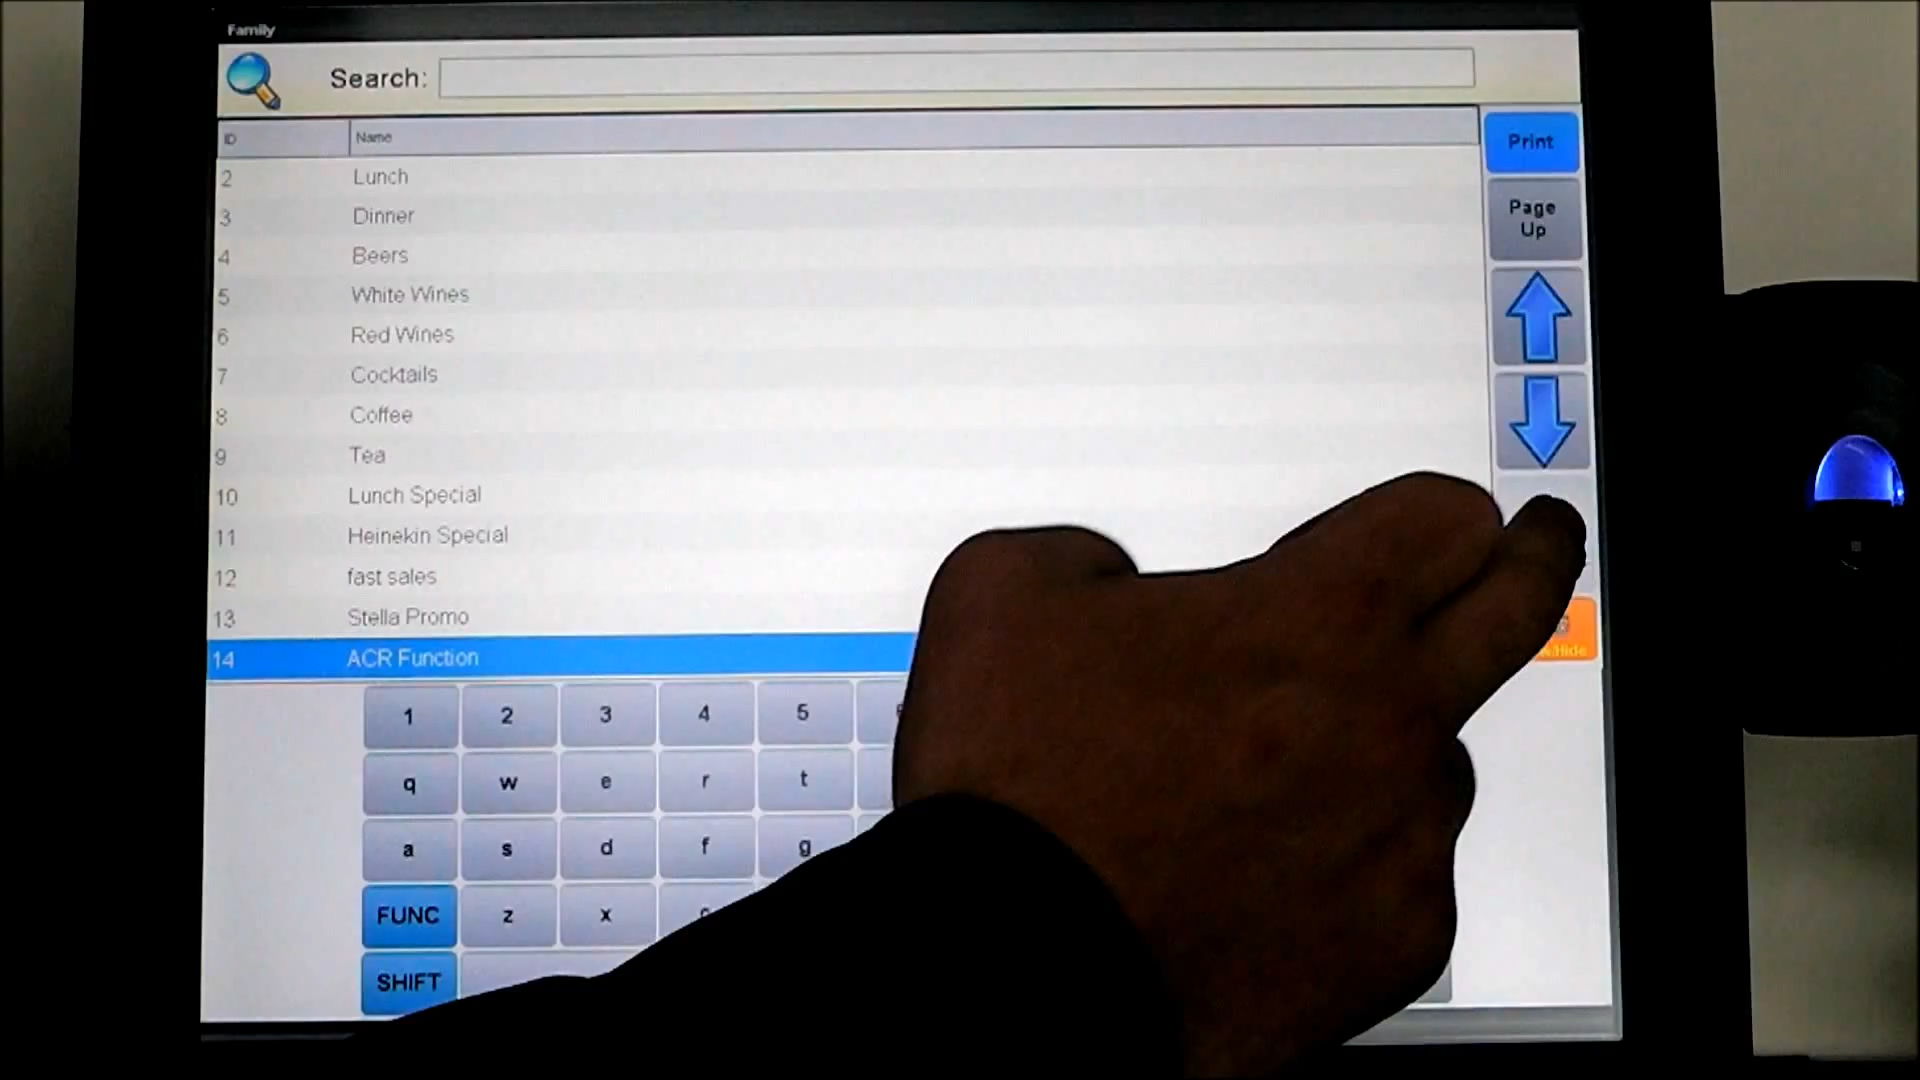 Family
Search:
ID Name
Print
Page
Up
2 Lunch
3 Dinner
4 Beers
5 White Wines
6 Red Wines
7 Cocktails
8 Coffee
9 Tea
10 Lunch Special
11 Heinekin Special
12 fast sales
13 Stella Promo
14 ACR Function
1 2 3 4 5
q w e r t
a s d f g
FUNC z x
SHIFT